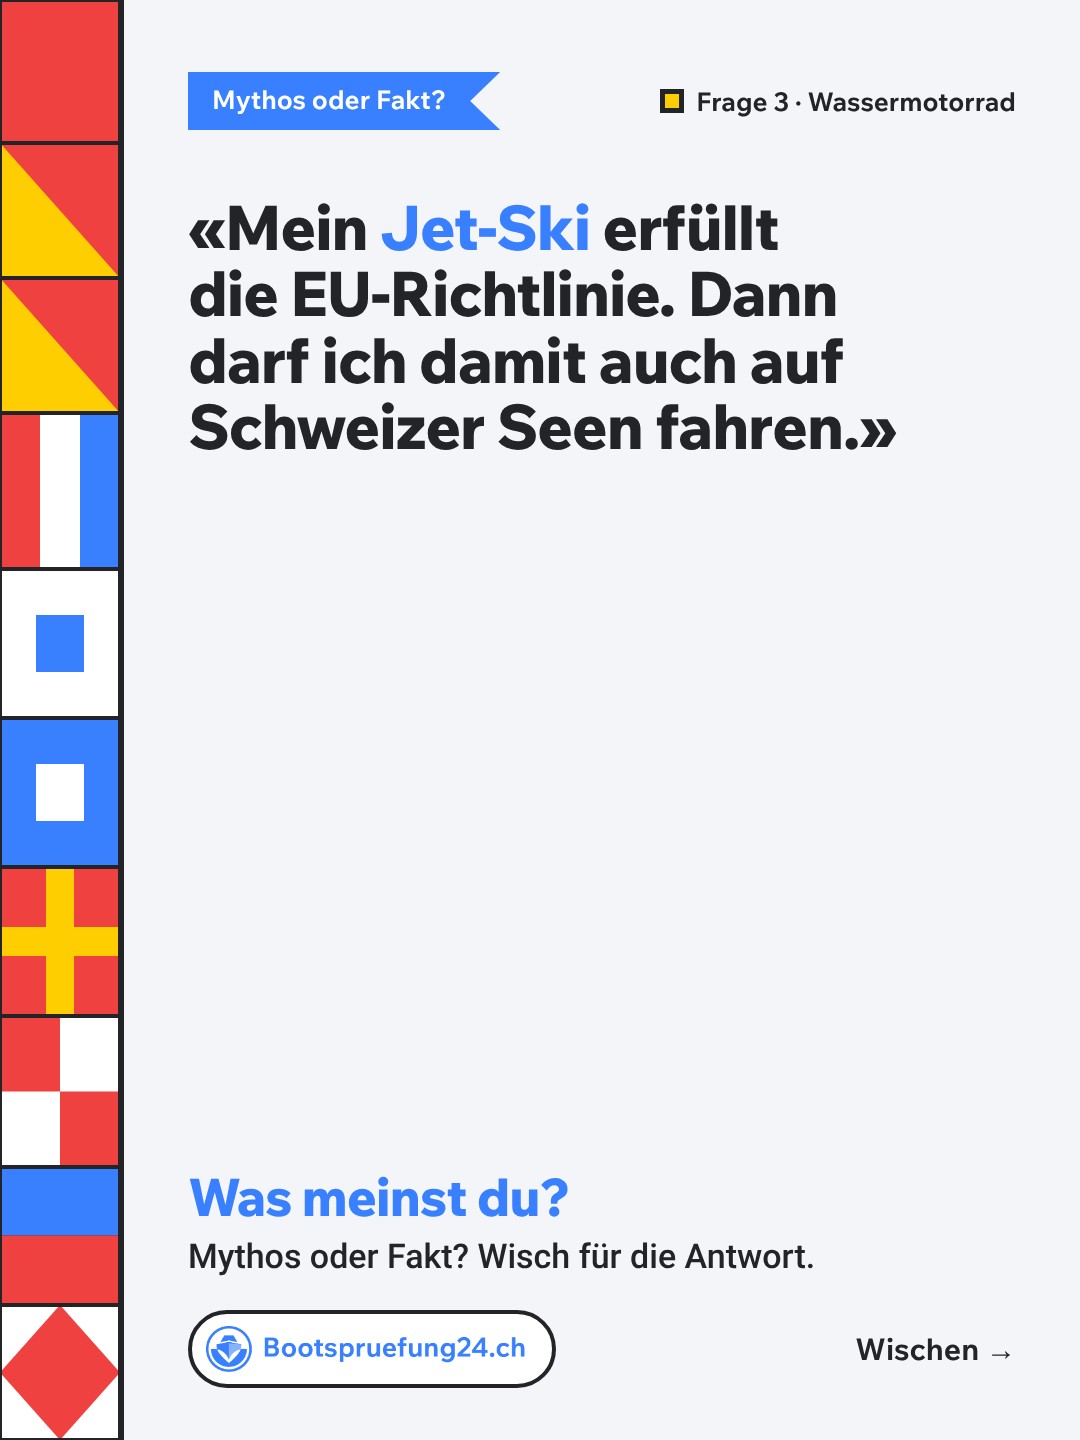 Mythos oder Fakt?
Frage 3 · Wassermotorrad
«Mein Jet-Ski erfüllt
die EU-Richtlinie. Dann
darf ich damit auch auf
Schweizer Seen fahren.»
Was meinst du?
Mythos oder Fakt? Wisch für die Antwort.
Bootspruefung24.ch
Wischen →